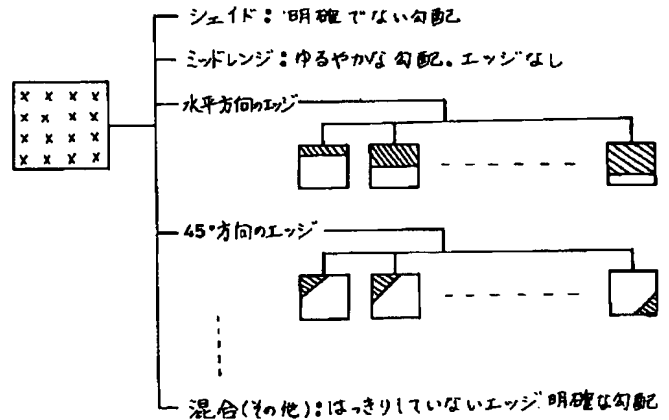 シェイド：明確でない勾配
ミッドレンジ：ゆるやかな勾配。エッジなし
× × × ×
× × × ×
× × × ×
× × × ×
水平方向のエッジ
45°方向のエッジ
混合(その他)：はっきりしていないエッジ 明確な勾配